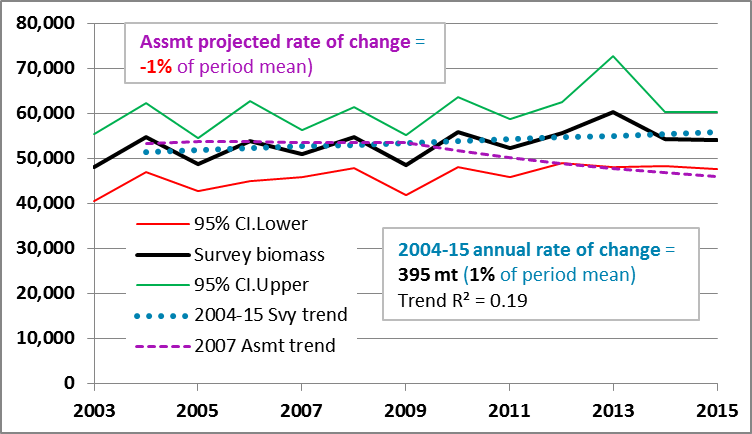 80,000
70,000
60,000
50,000
40,000
30,000
20,000
10,000
0
Assmt projected rate of change =
-1% of period mean)
95% CI.Lower
Survey biomass
95% CI.Upper
2004-15 Svy trend
2007 Asmt trend
2004-15 annual rate of change =
395 mt (1% of period mean)
Trend R² = 0.19
2003 2005 2007 2009 2011 2013 2015